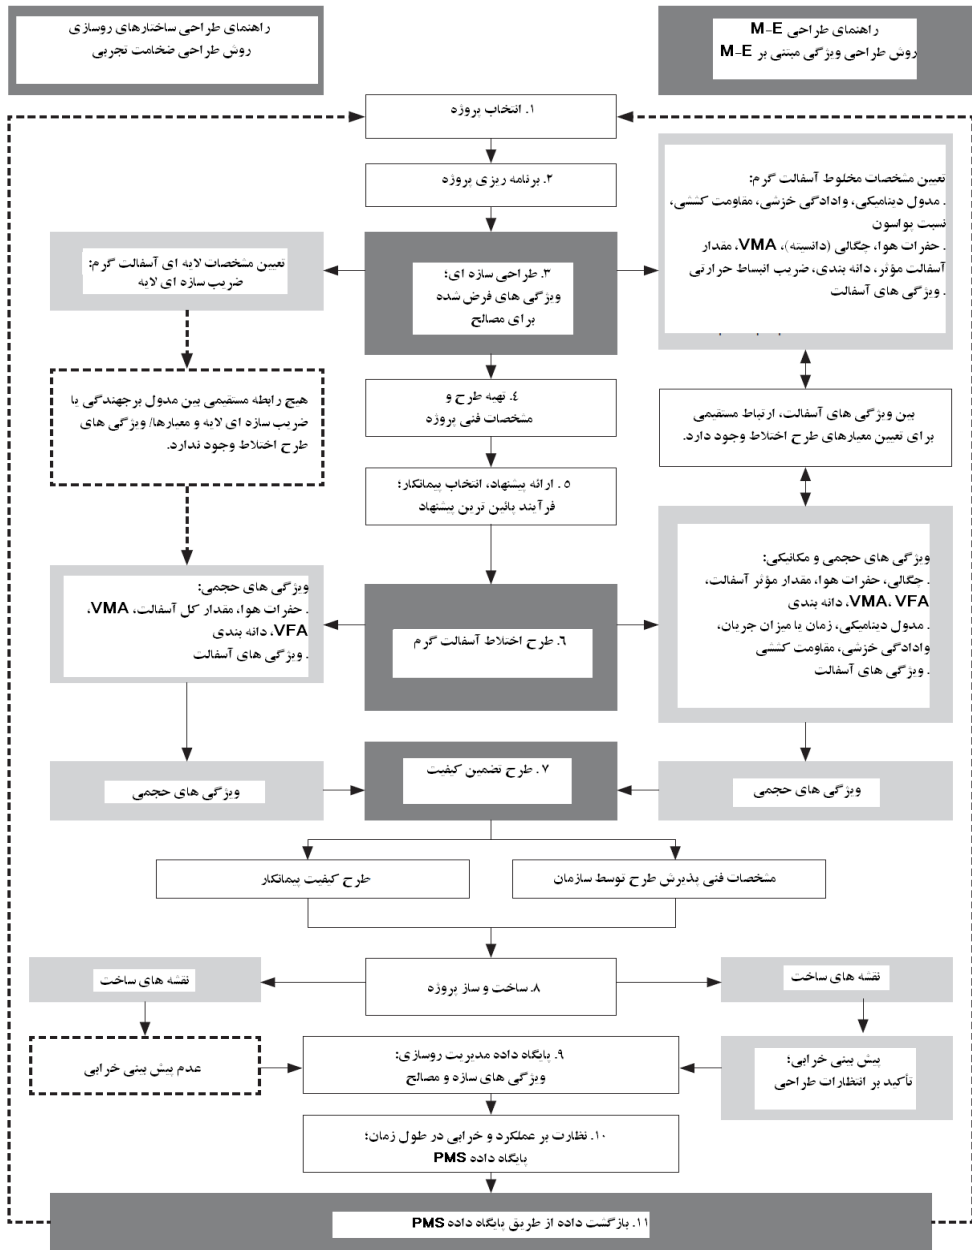 راهنمای طراحی ساختارهای روسازی
روش طراحی ضخامت تجربی
راهنمای طراحی M-E
روش طراحی ویژگی مبتنی بر M-E
۱. انتخاب پروژه
۲. برنامه ریزی پروژه
تعیین مشخصات مخلوط آسفالت گرم:
. مدول دینامیکی، وادادگی خزشی، مقاومت کششی،
نسبت پواسون
. حفرات هوا، چگالی (دانسیته)، VMA، مقدار
آسفالت مؤثر، دانه بندی، ضریب انبساط حرارتی
. ویژگی های آسفالت
۳. طراحی سازه ای؛
ویژگی های فرض شده
برای مصالح
تعیین مشخصات لایه ای آسفالت گرم:
ضریب سازه ای لایه
۴. تهیه طرح و
مشخصات فنی پروژه
هیچ رابطه مستقیمی بین مدول برجهندگی یا
ضریب سازه ای لایه و معیارها/ ویژگی های
طرح اختلاط وجود ندارد.
بین ویژگی های آسفالت، ارتباط مستقیمی
برای تعیین معیارهای طرح اختلاط وجود دارد.
۵. ارائه پیشنهاد، انتخاب پیمانکار؛
فرآیند پائین ترین پیشنهاد
ویژگی های حجمی و مکانیکی:
. چگالی، حفرات هوا، مقدار مؤثر آسفالت،
VMA، VFA، دانه بندی
. مدول دینامیکی، زمان یا میزان جریان،
وادادگی خزشی، مقاومت کششی
. ویژگی های آسفالت
۶. طرح اختلاط آسفالت گرم
ویژگی های حجمی:
. حفرات هوا، مقدار کل آسفالت، VMA،
VFA، دانه بندی
. ویژگی های آسفالت
۷. طرح تضمین کیفیت
ویژگی های حجمی
ویژگی های حجمی
مشخصات فنی پذیرش طرح توسط سازمان
طرح کیفیت پیمانکار
۸. ساخت و ساز پروژه
نقشه های ساخت
نقشه های ساخت
پیش بینی خرابی؛
تأکید بر انتظارات طراحی
۹. پایگاه داده مدیریت روسازی:
ویژگی های سازه و مصالح
عدم پیش بینی خرابی
۱۰. نظارت بر عملکرد و خرابی در طول زمان؛
پایگاه داده PMS
۱۱. بازگشت داده از طریق پایگاه داده PMS